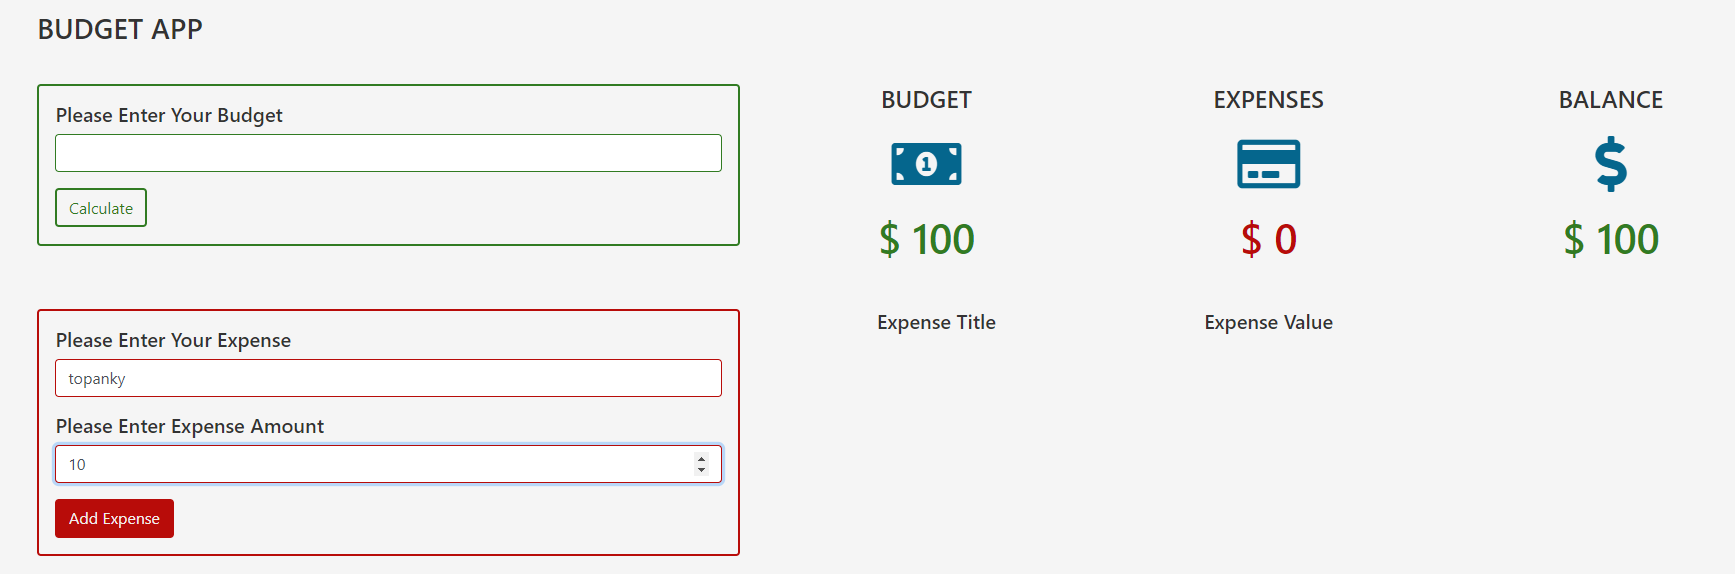 BUDGET APP
Please Enter Your Budget
Calculate
BUDGET
EXPENSES
BALANCE
1
$
$ 100
$ 0
$ 100
Please Enter Your Expense
topanky
Please Enter Expense Amount
10
Add Expense
Expense Title
Expense Value